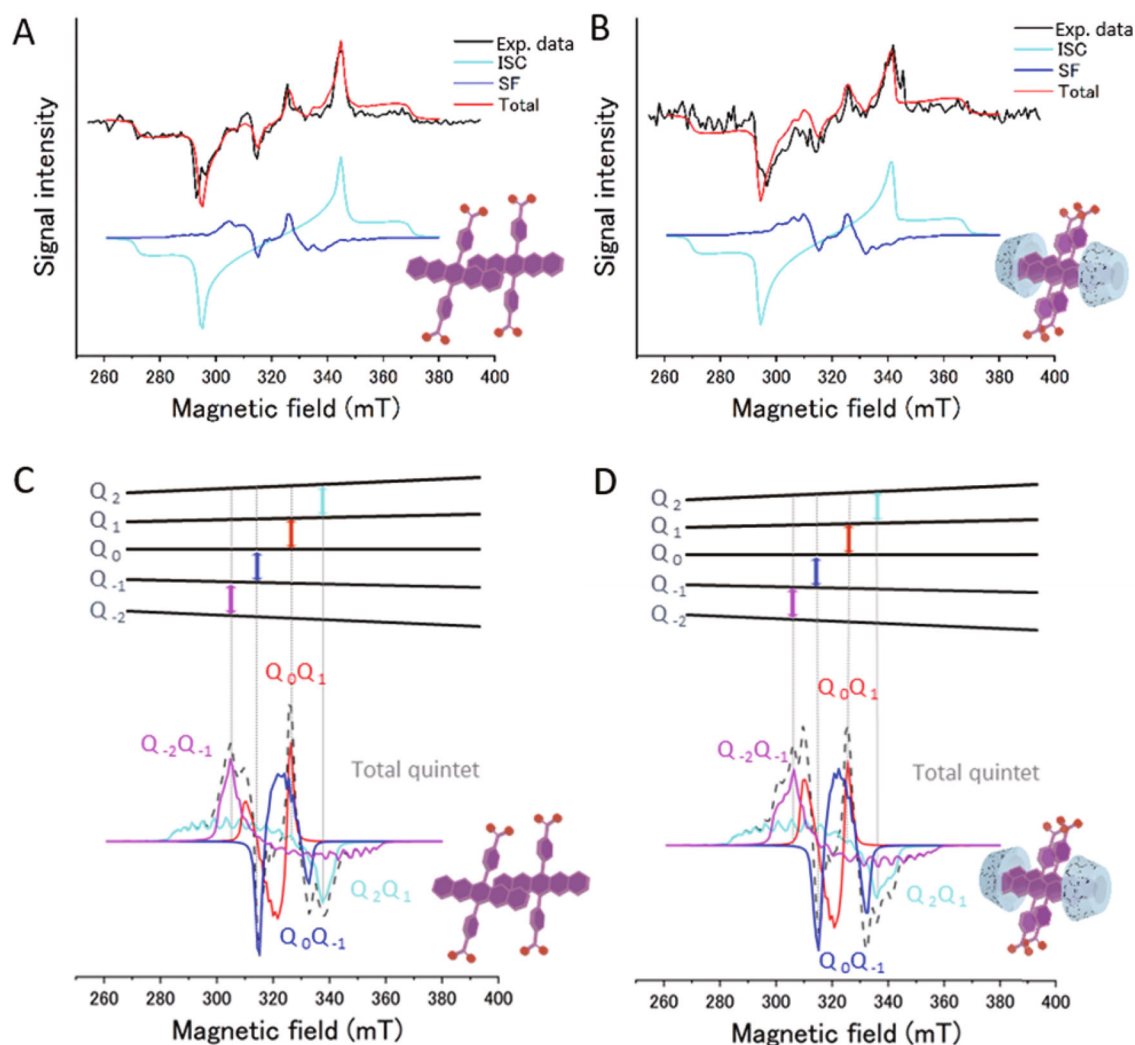 A
Exp. data
ISC
SF
Total
Signal intensity
260 280 300 320 340 360 380 400
Magnetic field (mT)
B
Exp. data
ISC
SF
Total
Signal intensity
260 280 300 320 340 360 380 400
Magnetic field (mT)
C
Q₂
Q₁
Q₀
Q₋₁
Q₋₂
Q₀Q₁
Q₋₂Q₋₁
Total quintet
Q₂Q₁
Q₀Q₋₁
260 280 300 320 340 360 380 400
Magnetic field (mT)
D
Q₂
Q₁
Q₀
Q₋₁
Q₋₂
Q₀Q₁
Q₋₂Q₋₁
Total quintet
Q₂Q₁
Q₀Q₋₁
260 280 300 320 340 360 380 400
Magnetic field (mT)